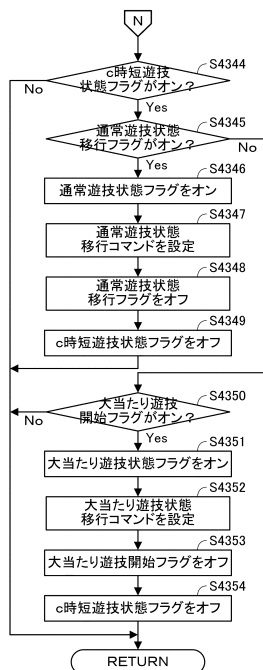 N
c時短遊技
状態フラグがオン?
S4344
No
Yes
通常遊技状態
移行フラグがオン?
S4345
No
Yes
S4346
通常遊技状態フラグをオン
S4347
通常遊技状態
移行コマンドを設定
S4348
通常遊技状態
移行フラグをオフ
S4349
c時短遊技状態フラグをオフ
S4350
大当たり遊技
開始フラグがオン?
No
Yes
S4351
大当たり遊技状態フラグをオン
S4352
大当たり遊技状態
移行コマンドを設定
S4353
大当たり遊技開始フラグをオフ
S4354
c時短遊技状態フラグをオフ
RETURN